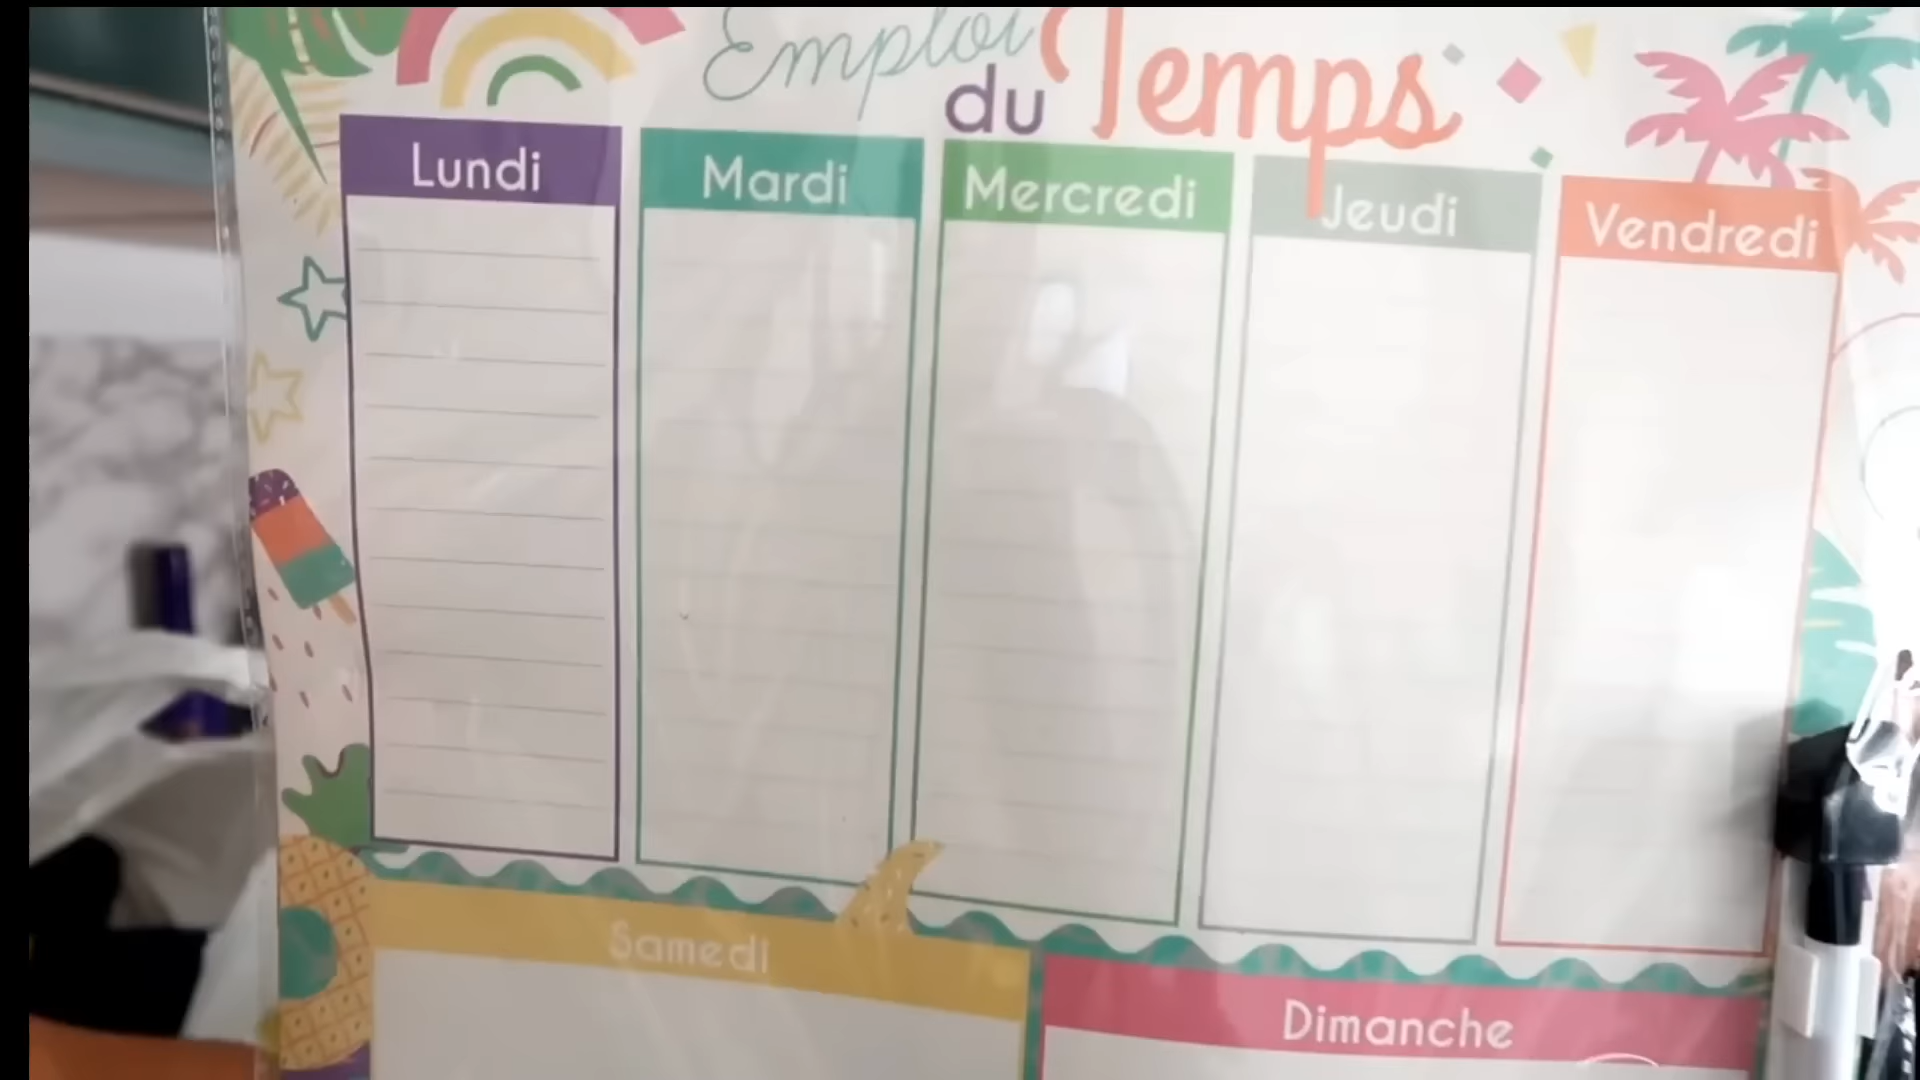 Emploi
du Temps
Lundi Mardi Mercredi Jeudi Vendredi
Samedi
Dimanche